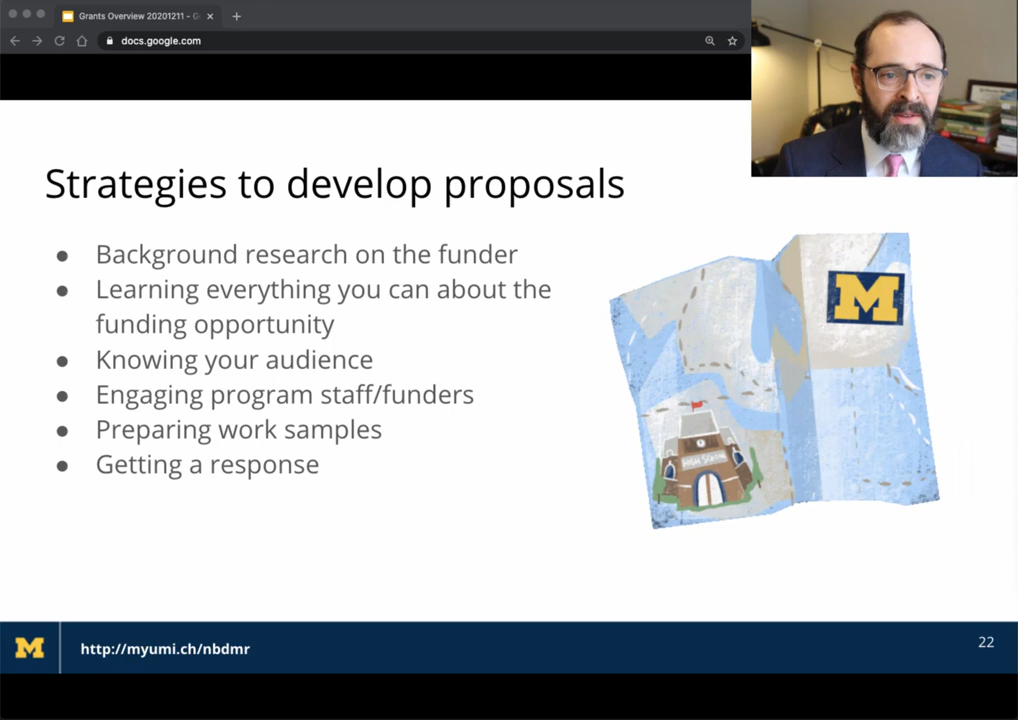 Grants Overview 20201211 - G
docs.google.com
Strategies to develop proposals
● Background research on the funder
● Learning everything you can about the
funding opportunity
● Knowing your audience
● Engaging program staff/funders
● Preparing work samples
● Getting a response
M
HIGH SCHOOL
M
http://myumi.ch/nbdmr
22